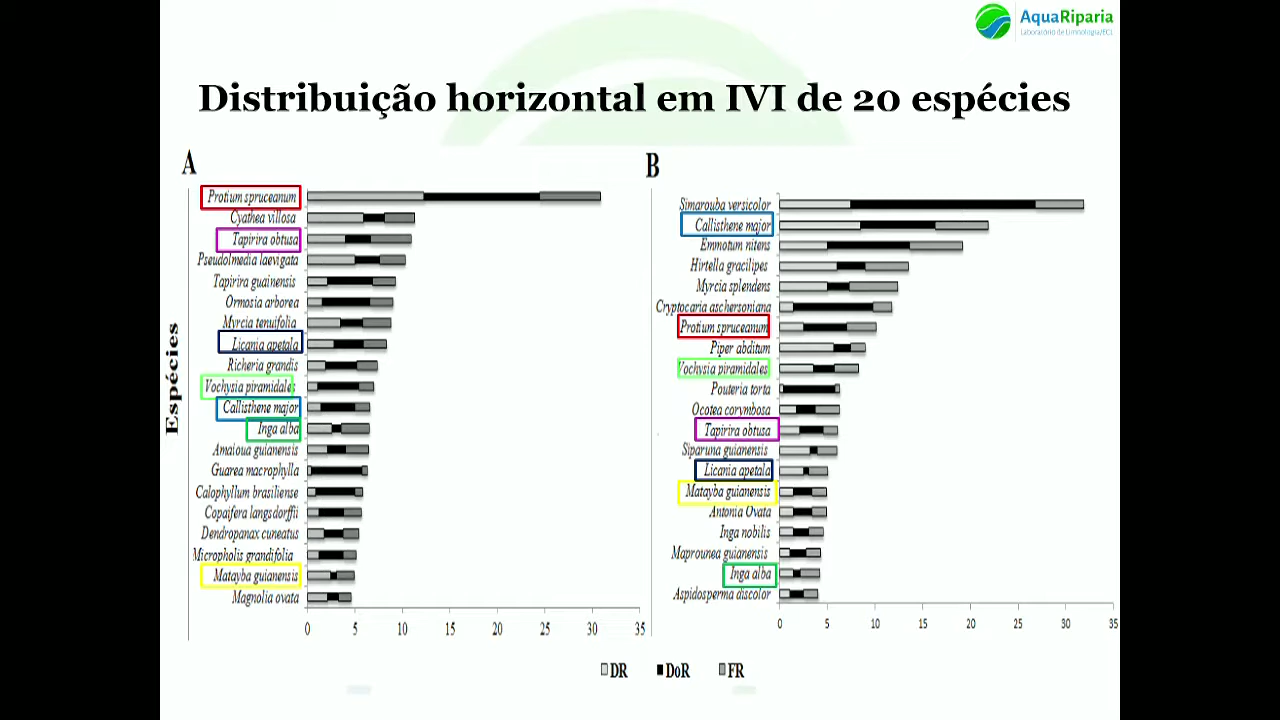 AquaRiparia
Laboratório de Limnologia/ECL
Distribuição horizontal em IVI de 20 espécies
A
Espécies
Protium spruceanum
Cyathea villosa
Tapirira obtusa
Pseudolmedia laevigata
Tapirira guainensis
Ormosia arborea
Myrcia tenuifolia
Licania apetala
Richeria grandis
Vochysia piramidales
Callisthene major
Inga alba
Amaioua guianensis
Guarea macrophylla
Calophyllum brasiliense
Copaifera langsdorffii
Dendropanax cuneatus
Micropholis grandifolia
Matayba guianensis
Magnolia ovata
0 5 10 15 20 25 30 35
B
Simarouba versicolor
Callisthene major
Emmotum nitens
Hirtella gracilipes
Myrcia splendens
Cryptocaria aschersoniana
Protium spruceanum
Piper abditum
Vochysia piramidales
Pouteria torta
Ocotea corymbosa
Tapirira obtusa
Siparuna guianensis
Licania apetala
Matayba guianensis
Antonia Ovata
Inga nobilis
Maprounea guianensis
Inga alba
Aspidosperma discolor
0 5 10 15 20 25 30 35
DR DoR FR